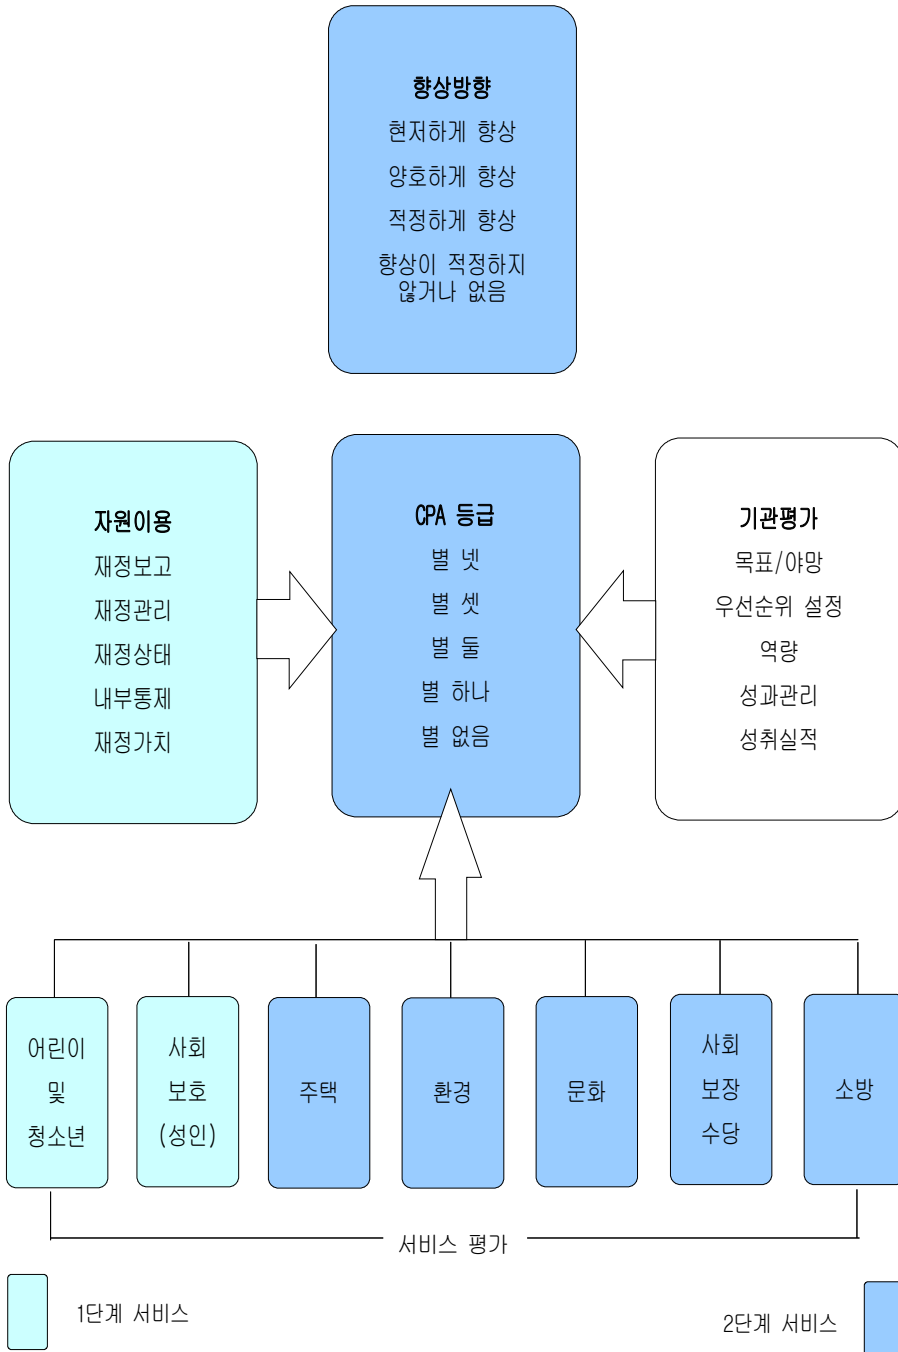 향상방향
현저하게 향상
양호하게 향상
적정하게 향상
향상이 적정하지
않거나 없음
자원이용
재정보고
재정관리
재정상태
내부통제
재정가치
CPA 등급
별 넷
별 셋
별 둘
별 하나
별 없음
기관평가
목표/야망
우선순위 설정
역량
성과관리
성취실적
어린이
및
청소년
사회
보호
(성인)
주택
환경
문화
사회
보장
수당
소방
서비스 평가
1단계 서비스
2단계 서비스